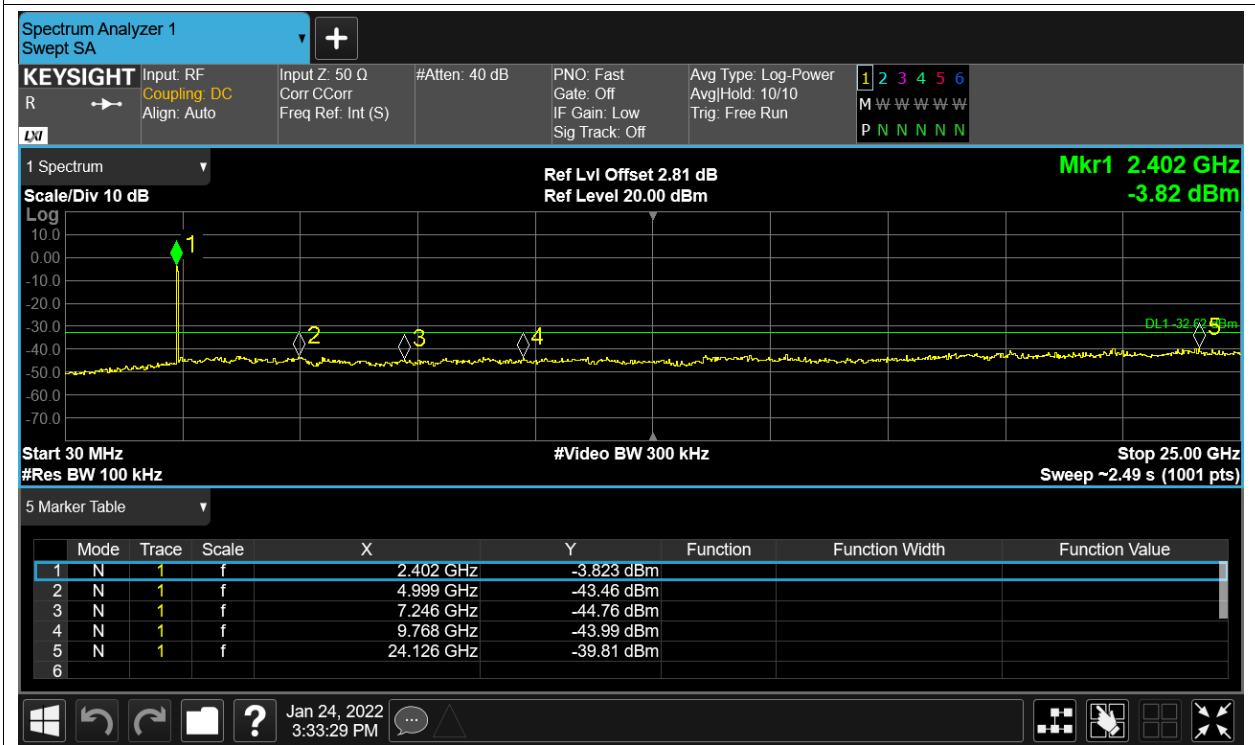 Spectrum Analyzer 1
Swept SA
KEYSIGHT
R
LXI
Input: RF
Coupling: DC
Align: Auto
Input Z: 50 Ω
Corr CCorr
Freq Ref: Int (S)
#Atten: 40 dB
PNO: Fast
Gate: Off
IF Gain: Low
Sig Track: Off
Avg Type: Log-Power
Avg|Hold: 10/10
Trig: Free Run
1 2 3 4 5 6
M W W W W W
P N N N N N
1 Spectrum
Scale/Div 10 dB
Ref Lvl Offset 2.81 dB
Ref Level 20.00 dBm
Mkr1 2.402 GHz
-3.82 dBm
Log
10.0
0.00
-10.0
-20.0
-30.0
-40.0
-50.0
-60.0
-70.0
1
2
3
4
5
DL1 -32.62 dBm
Start 30 MHz
#Video BW 300 kHz
Stop 25.00 GHz
#Res BW 100 kHz
Sweep ~2.49 s (1001 pts)
5 Marker Table
Mode Trace Scale X Y Function Function Width Function Value
1 N 1 f 2.402 GHz -3.823 dBm
2 N 1 f 4.999 GHz -43.46 dBm
3 N 1 f 7.246 GHz -44.76 dBm
4 N 1 f 9.768 GHz -43.99 dBm
5 N 1 f 24.126 GHz -39.81 dBm
6
?
Jan 24, 2022
3:33:29 PM